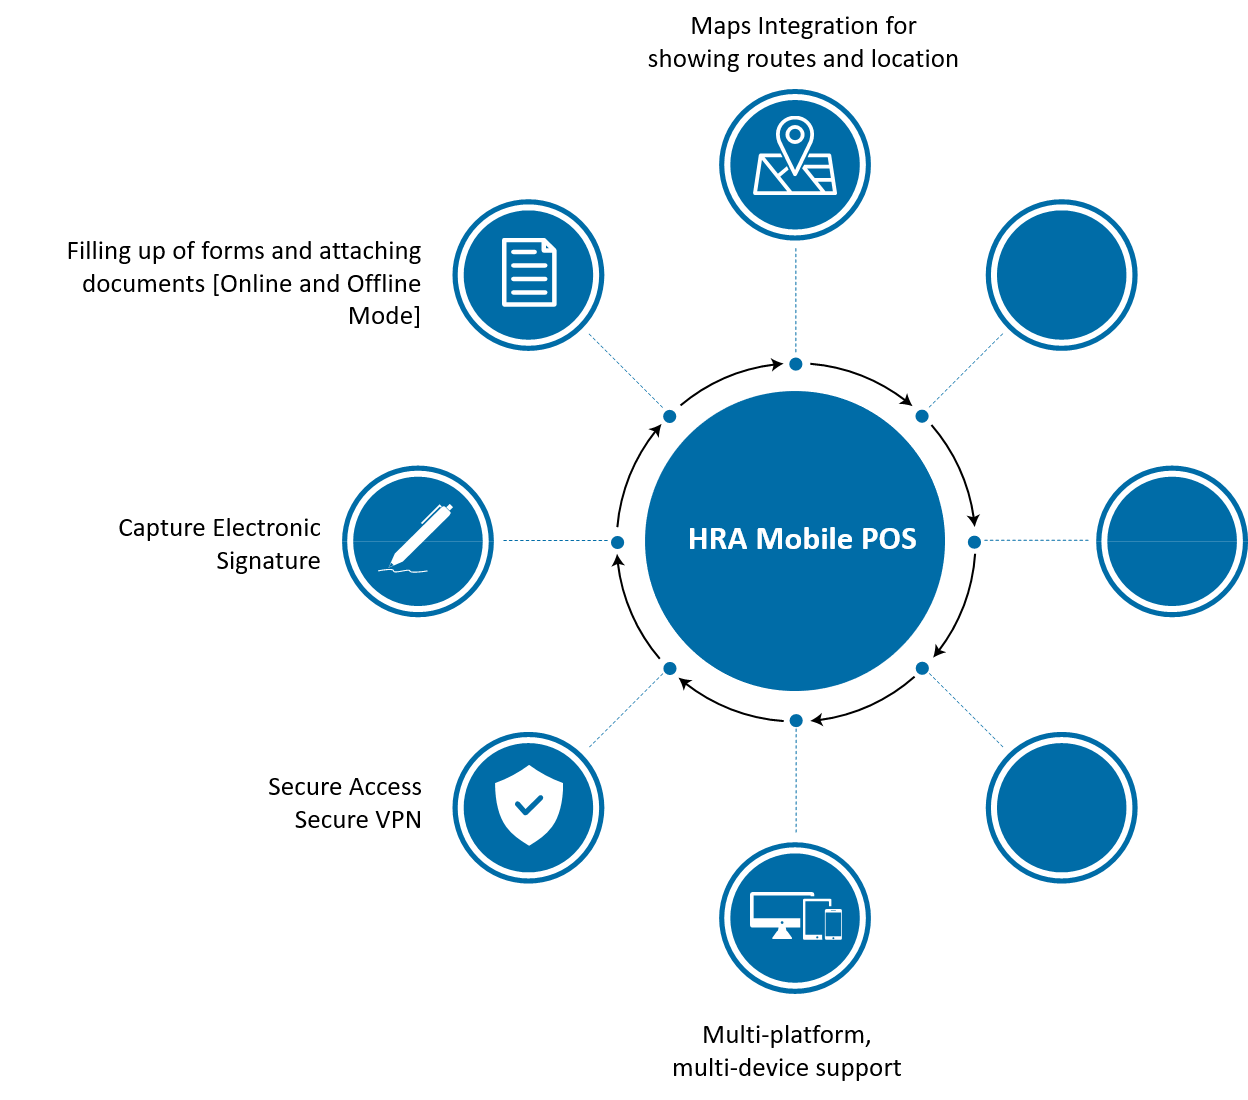 Maps Integration for
showing routes and location
Filling up of forms and attaching
documents [Online and Offline
Mode]
Capture Electronic
Signature
HRA Mobile POS
Secure Access
Secure VPN
Multi-platform,
multi-device support